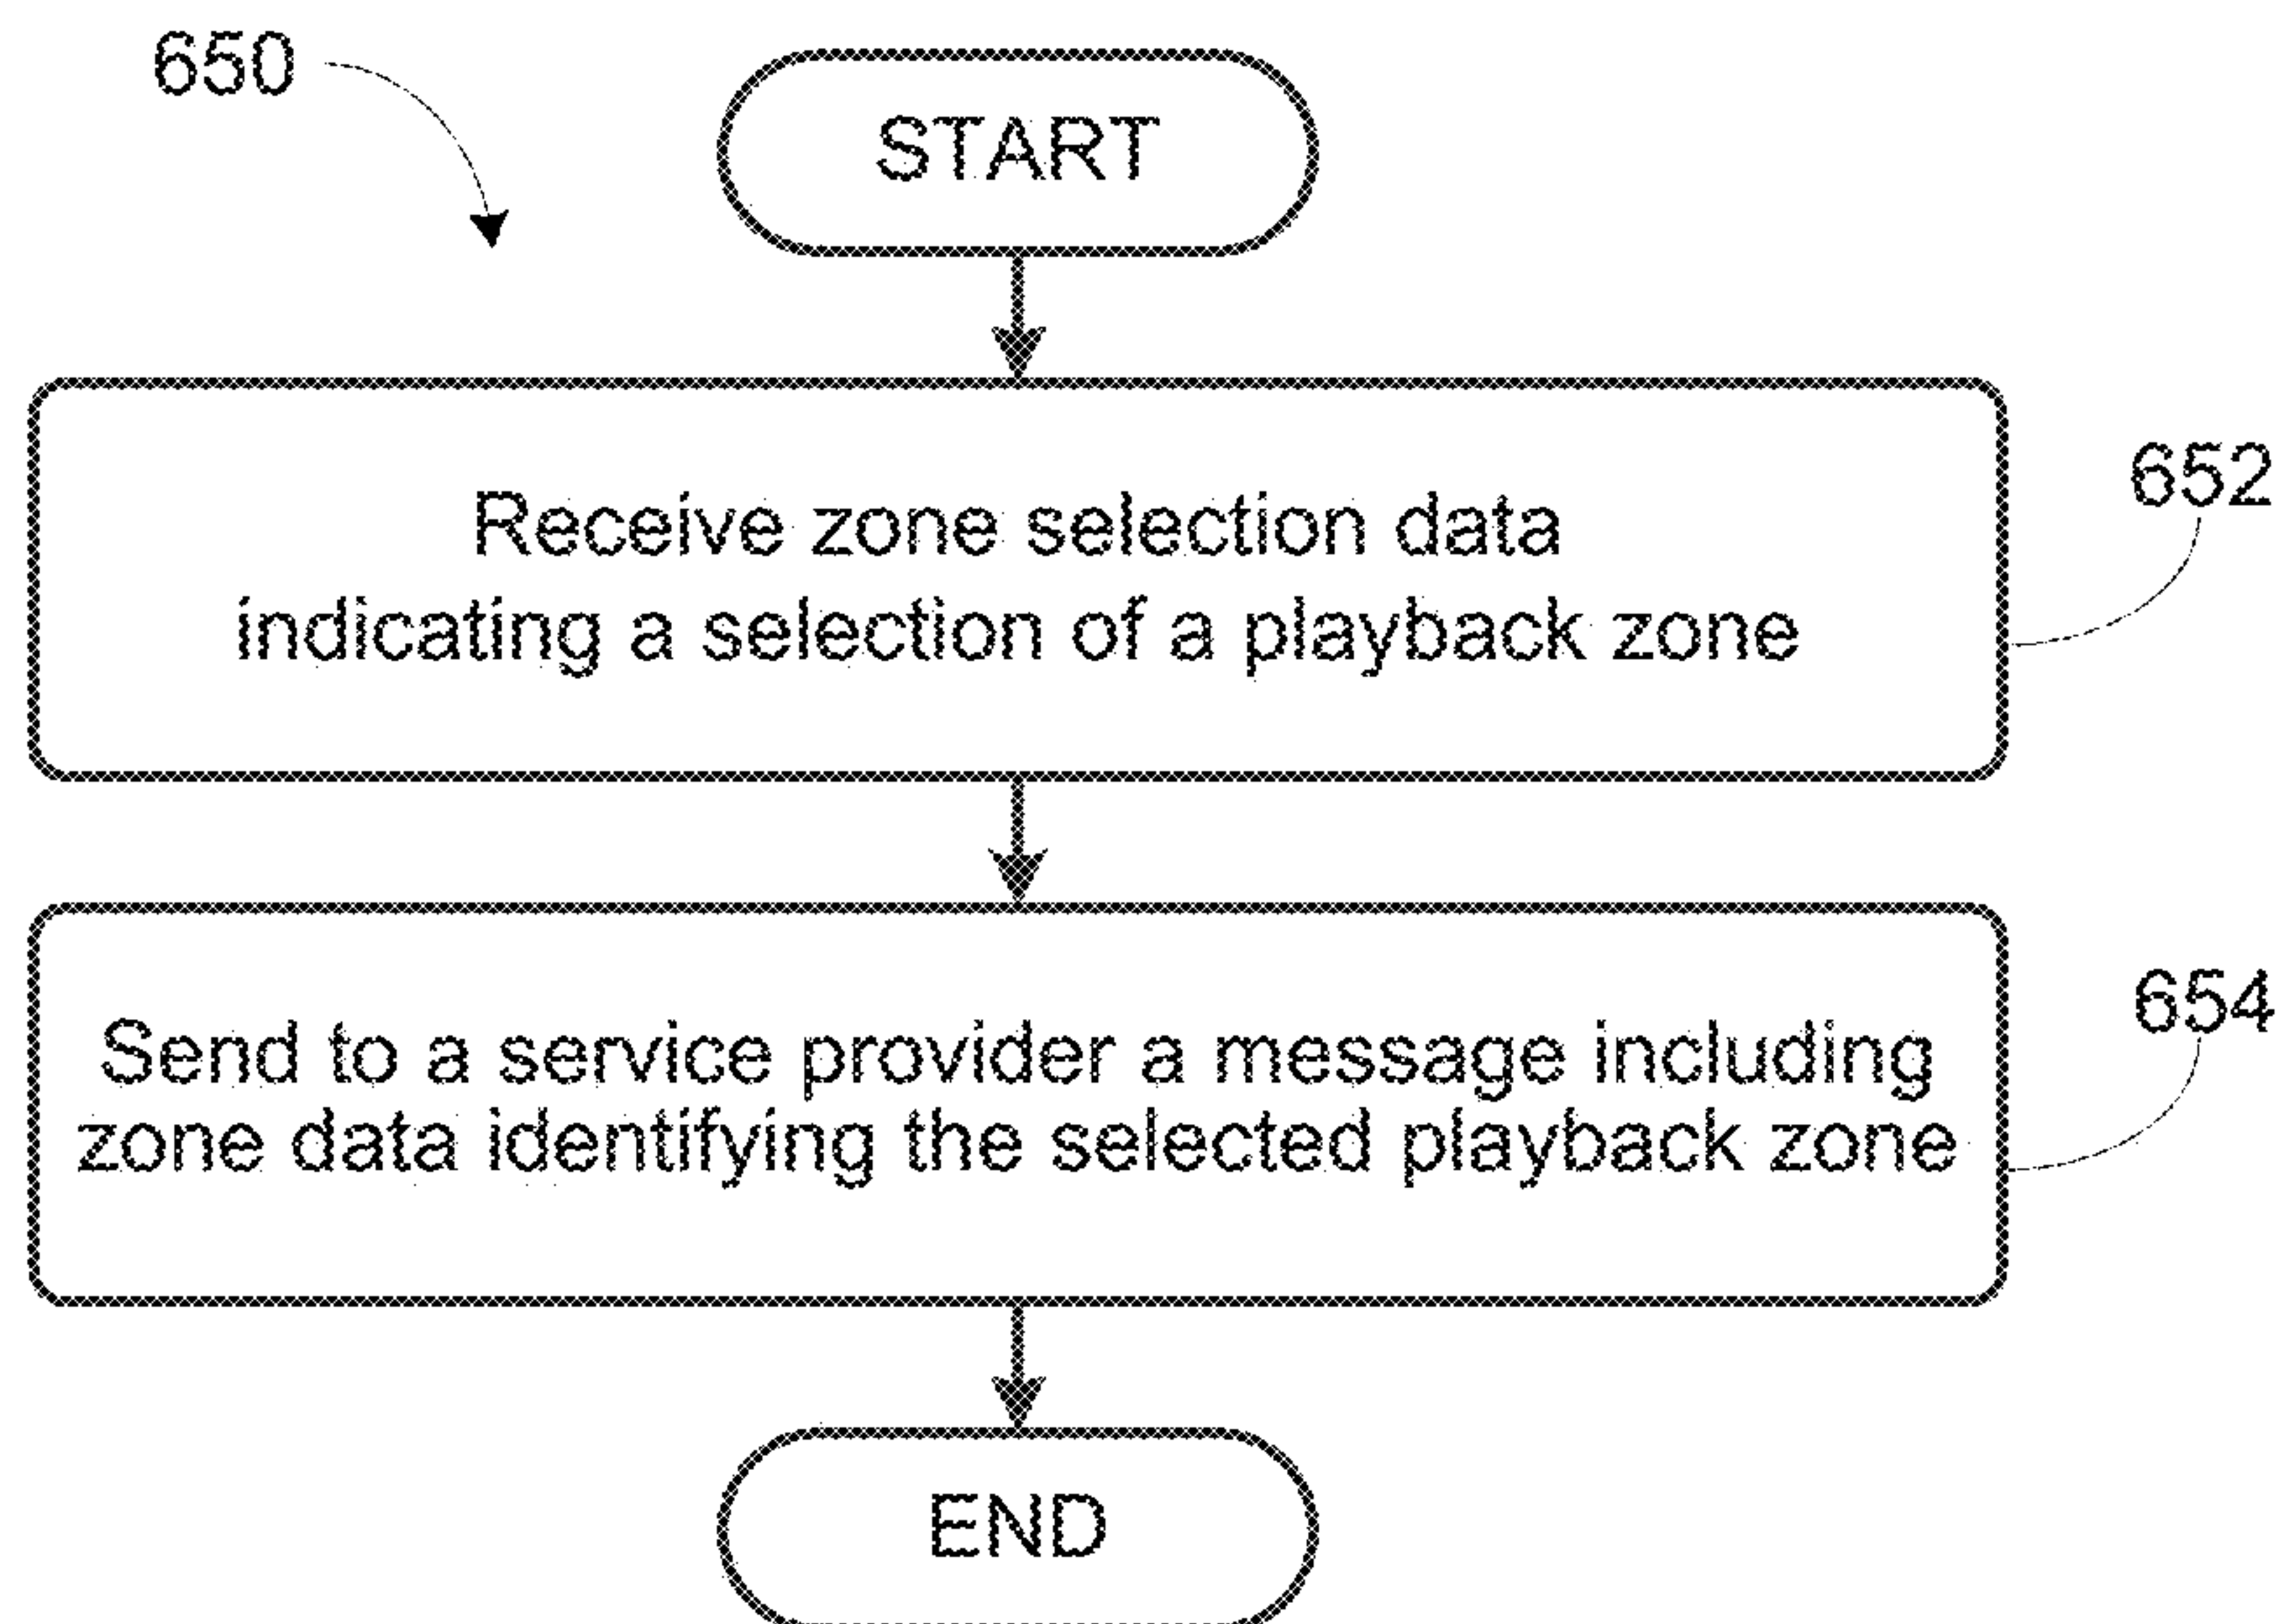 650
START
Receive zone selection data
indicating a selection of a playback zone
652
Send to a service provider a message including
zone data identifying the selected playback zone
654
END